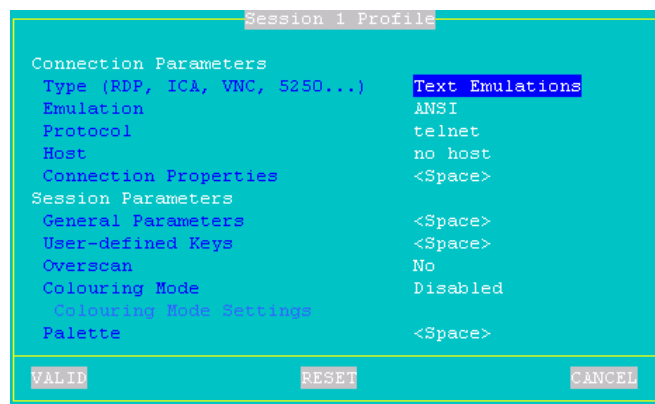 Session 1 Profile
Connection Parameters
Type (RDP, ICA, VNC, 5250...) Text Emulations
Emulation ANSI
Protocol telnet
Host no host
Connection Properties <Space>
Session Parameters
General Parameters <Space>
User-defined Keys <Space>
Overscan No
Colouring Mode Disabled
Colouring Mode Settings
Palette <Space>
VALID RESET CANCEL